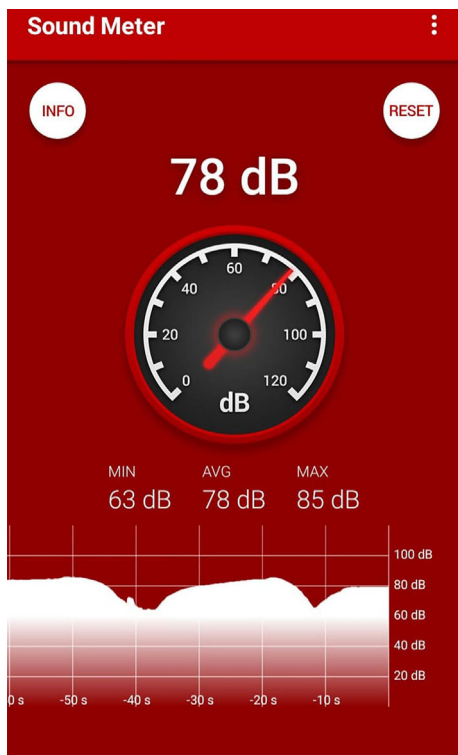 Sound Meter
INFO
RESET
78 dB
60
40
80
20
100
0
120
dB
MIN AVG MAX
63 dB 78 dB 85 dB
100 dB
80 dB
60 dB
40 dB
20 dB
0 s -50 s -40 s -30 s -20 s -10 s